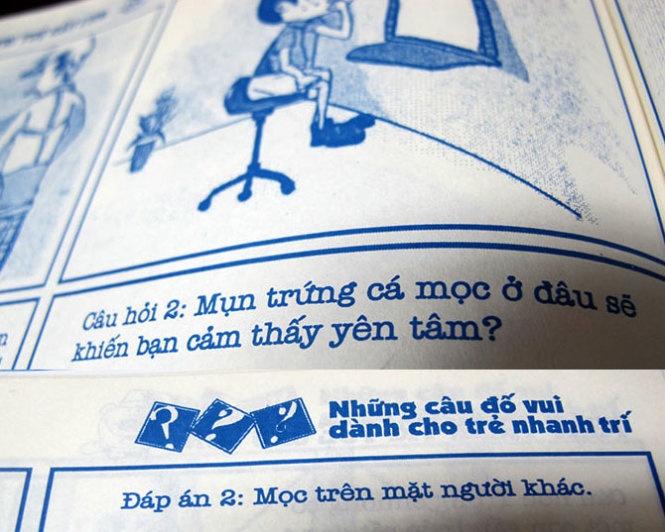 Câu hỏi 2: Mụn trứng cá mọc ở đâu sẽ
khiến bạn cảm thấy yên tâm?
Những câu đố vui
dành cho trẻ nhanh trí
Đáp án 2: Mọc trên mặt người khác.